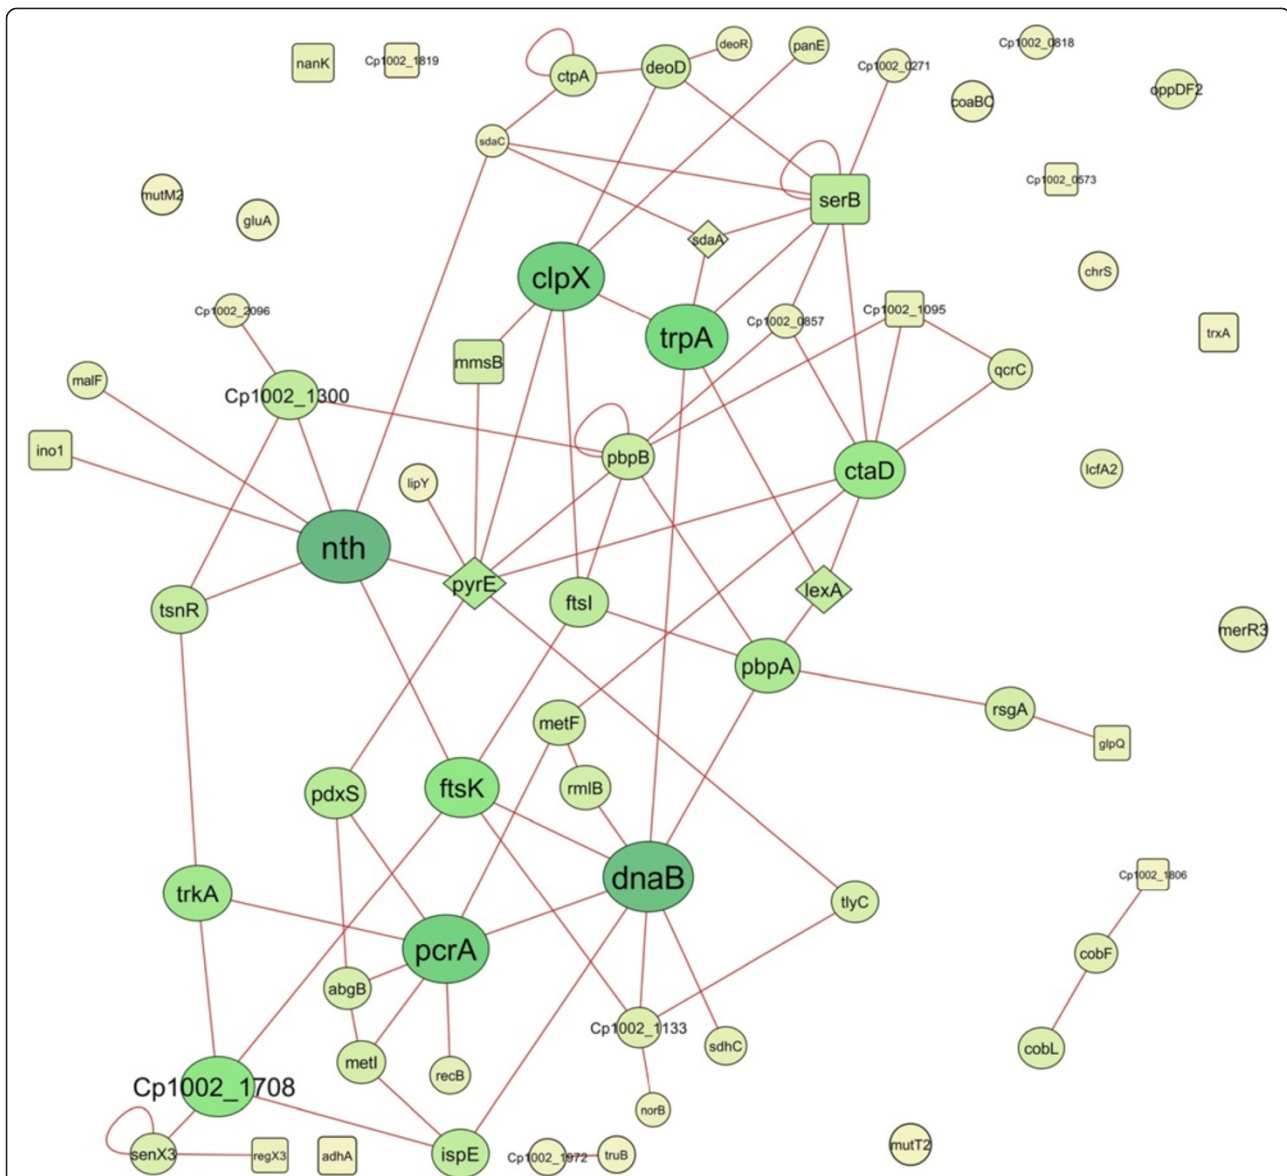 deoR
panE
Cp1002_0818
nanK
Cp1002_1819
ctpA
deoD
Cp1002_0271
coaBC
oppDF2
sdaC
Cp1002_0573
mutM2
serB
gluA
sdaA
clpX
chrS
Cp1002_2096
trpA
Cp1002_0857
Cp1002_1095
trxA
mmsB
qcrC
malF
Cp1002_1300
ino1
pbpB
ctaD
lcfA2
lipY
nth
pyrE
ftsI
lexA
tsnR
merR3
pbpA
rsgA
metF
glpQ
pdxS
ftsK
rmlB
dnaB
Cp1002_1806
trkA
tlyC
pcrA
cobF
abgB
Cp1002_1133
sdhC
cobL
metI
recB
Cp1002_1708
norB
mutT2
senX3
regX3
adhA
ispE
Cp1002_1972
truB